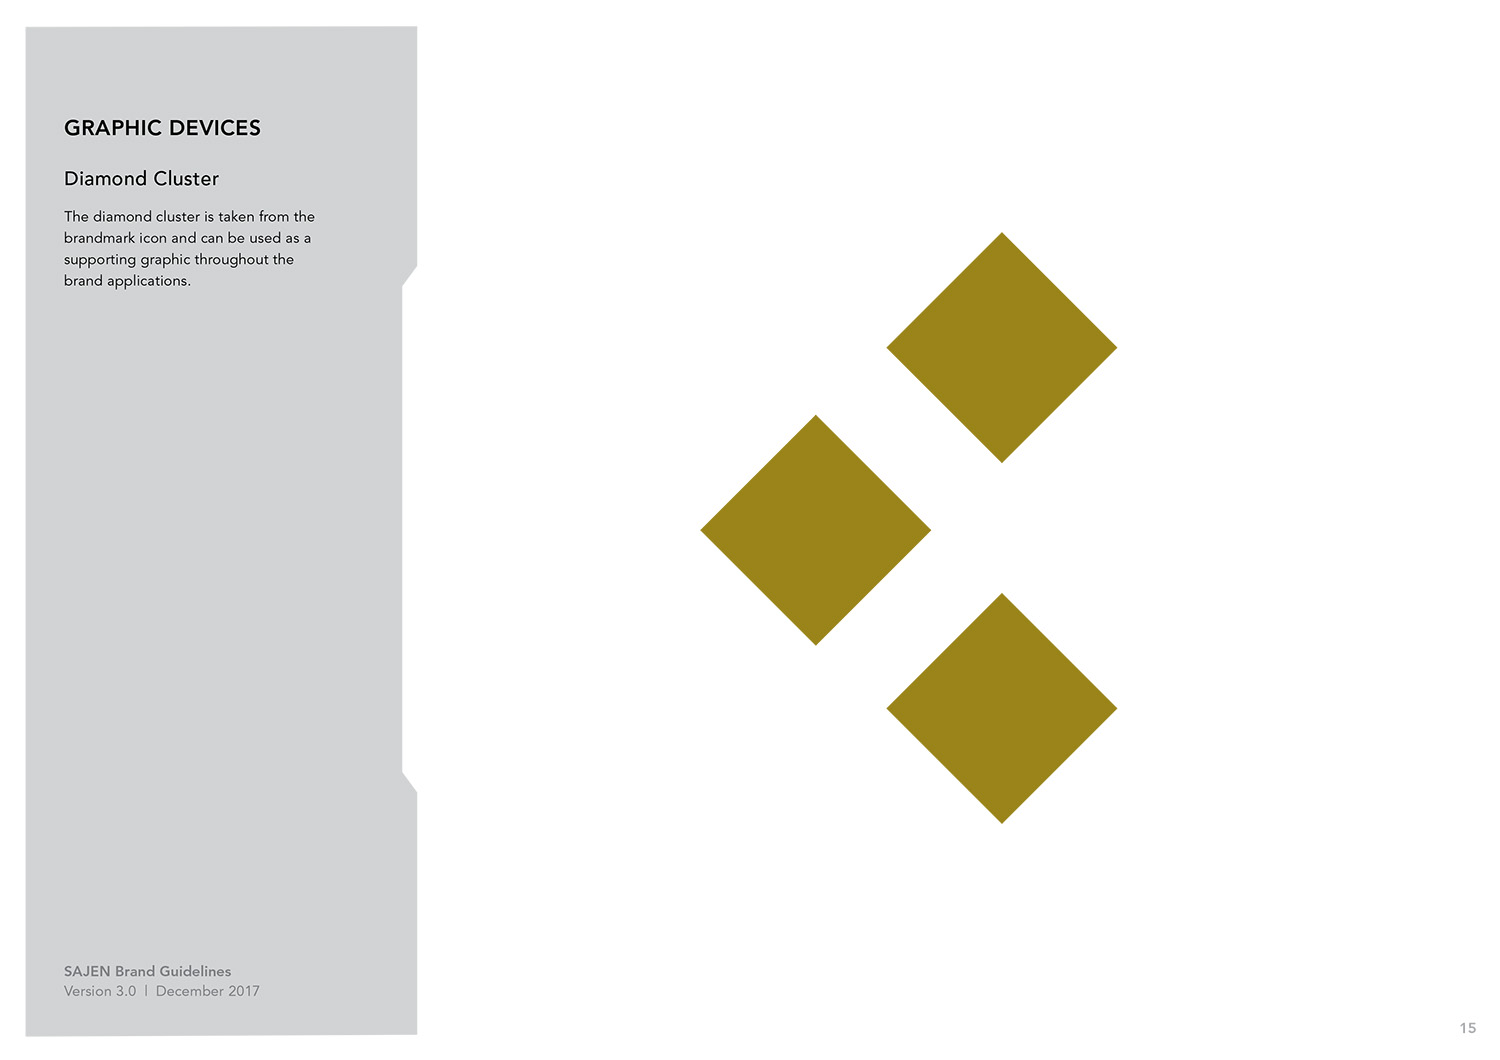 GRAPHIC DEVICES
Diamond Cluster
The diamond cluster is taken from the
brandmark icon and can be used as a
supporting graphic throughout the
brand applications.
SAJEN Brand Guidelines
Version 3.0 | December 2017
15